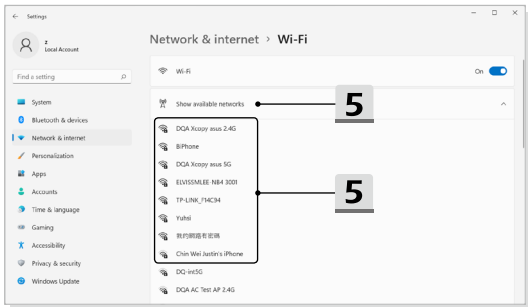 Settings
z
Local Account
Find a setting
System
Bluetooth & devices
Network & internet
Personalization
Apps
Accounts
Time & language
Gaming
Accessibility
Privacy & security
Windows Update
Network & internet > Wi-Fi
Wi-Fi
On
Show available networks
5
DQA Xcopy asus 2.4G
BiPhone
DQA Xcopy asus 5G
ELVISSMLEE-NB4 3001
TP-LINK_F14C94
5
Yuhsi
我的網路有密碼
Chin Wei Justin's iPhone
DQ-int5G
DQA AC Test AP 2.4G